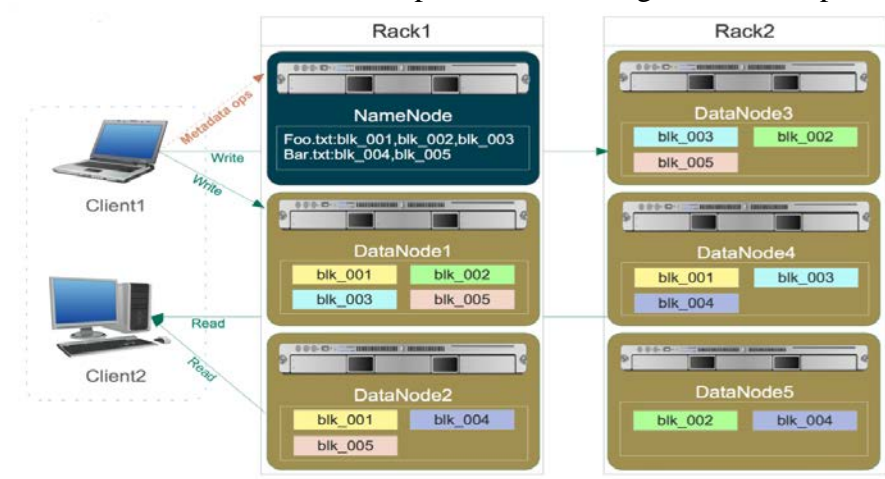 Rack1
Rack2
Metadata ops
NameNode
Foo.txt:blk_001,blk_002,blk_003
Bar.txt:blk_004,blk_005
DataNode3
blk_003 blk_002
blk_005
Client1
Write
Write
DataNode1
blk_001 blk_002
blk_003 blk_005
DataNode4
blk_001 blk_003
blk_004
Client2
Read
Read
DataNode2
blk_001 blk_004
blk_005
DataNode5
blk_002 blk_004